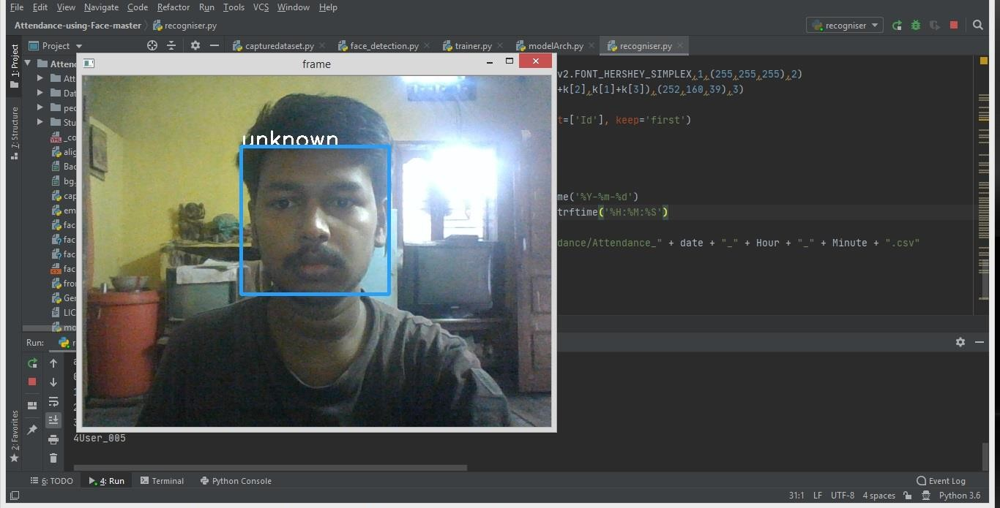 File Edit View Navigate Code Refactor Run Tools VCS Window Help
Attendance-using-Face-master recogniser.py recogniser
1: Project
Project capturedataset.py face_detection.py trainer.py modelArch.py recogniser.py
Attend
frame
Att
Dat
Stu
_co
alig
Bac
bg.
cap
em
fac
fac
fac
fac
fror
Ger
LIC
mo
7: Structure
2: Favorites
unknown
v2.FONT_HERSHEY_SIMPLEX,1,(255,255,255),2)
+k[2],k[1]+k[3]),(252,160,39),3)
t=['Id'], keep='first')
me('%Y-%m-%d')
trftime('%H:%M:%S')
dance/Attendance_" + date + "_" + Hour + "_" + Minute + ".csv"
Run:
4User_005
6: TODO 4: Run Terminal Python Console Event Log
31:1 LF UTF-8 4 spaces Python 3.6